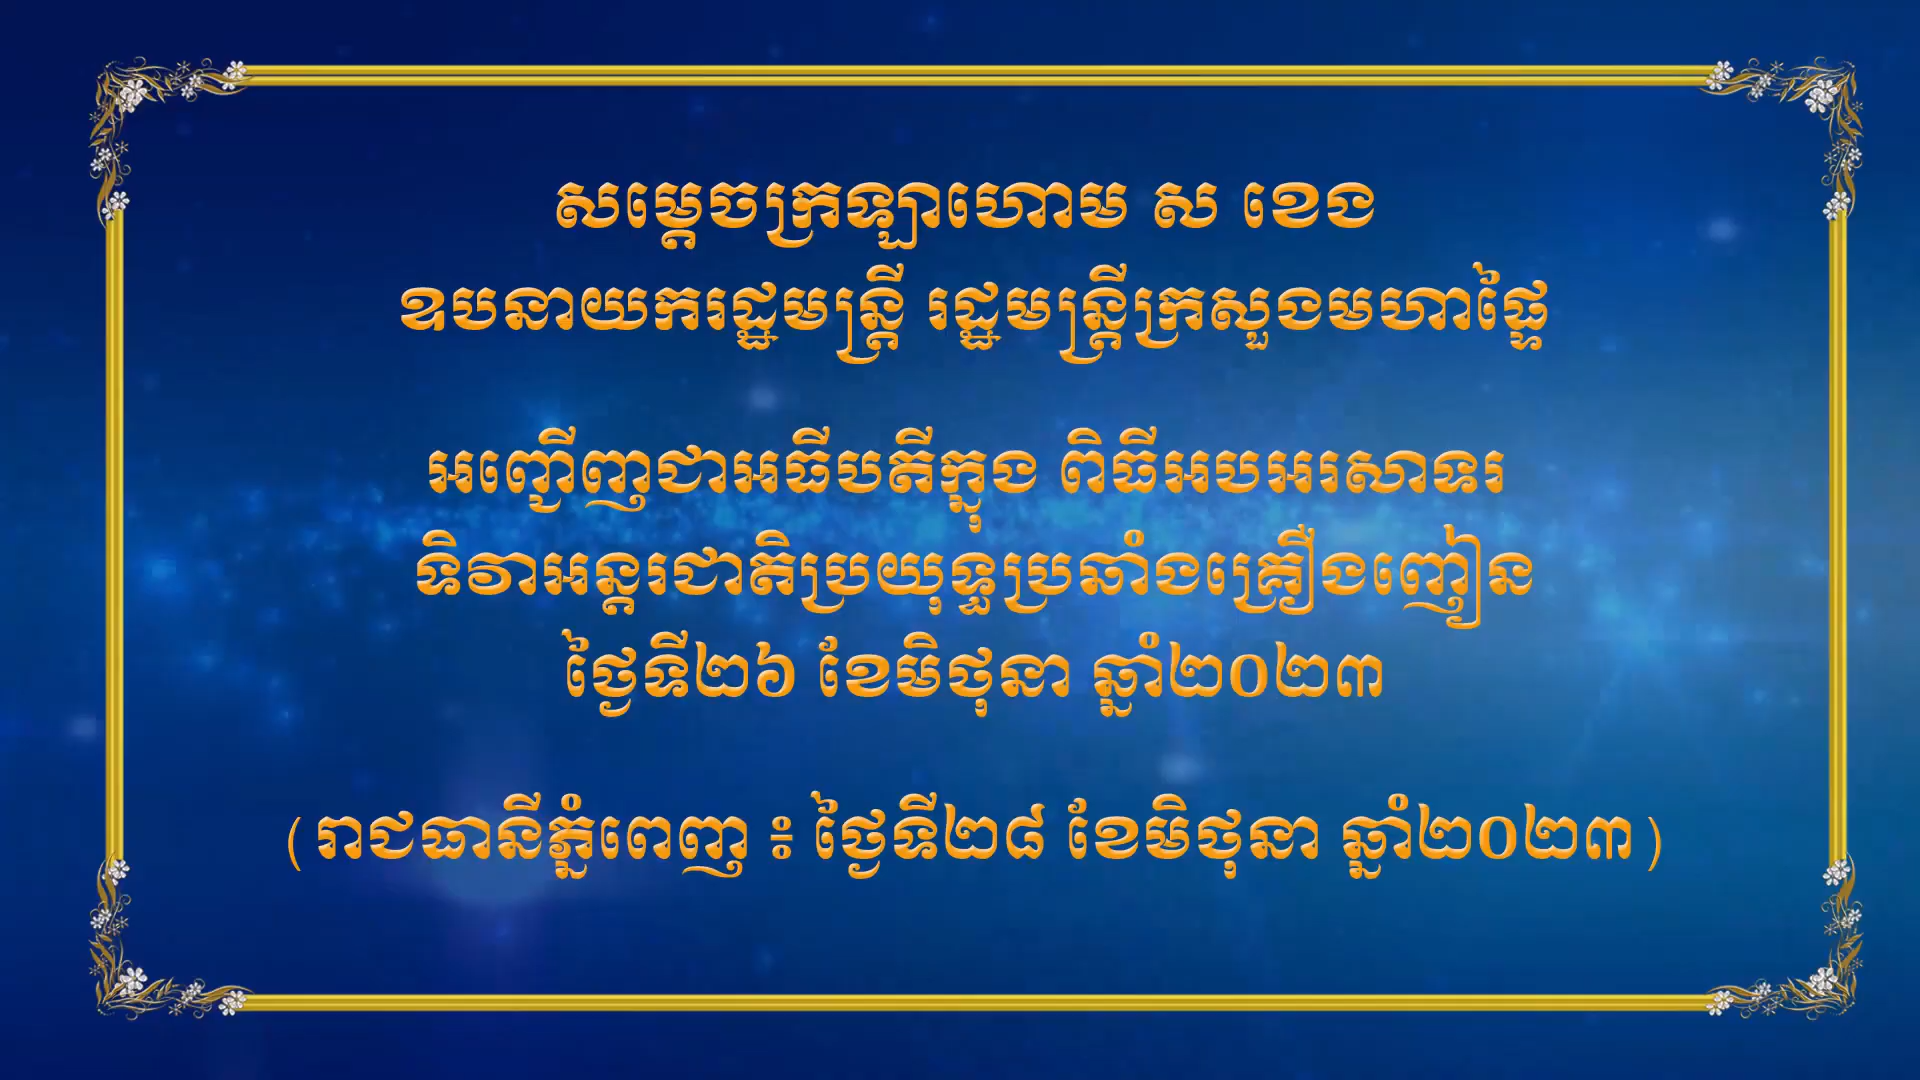 សម្ដេចក្រឡាហោម ស ខេង
ឧបនាយករដ្ឋមន្ត្រី រដ្ឋមន្ត្រីក្រសួងមហាផ្ទៃ
អញ្ជើញជាអធីបតីក្នុង ពិធីអបអរសាទរ
ទិវាអន្តរជាតិប្រយុទ្ធប្រឆាំងគ្រឿងញៀន
ថ្ងៃទី២៦ ខែមិថុនា ឆ្នាំ២០២៣
(រាជធានីភ្នំពេញ ៖ ថ្ងៃទី២៨ ខែមិថុនា ឆ្នាំ២០២៣)